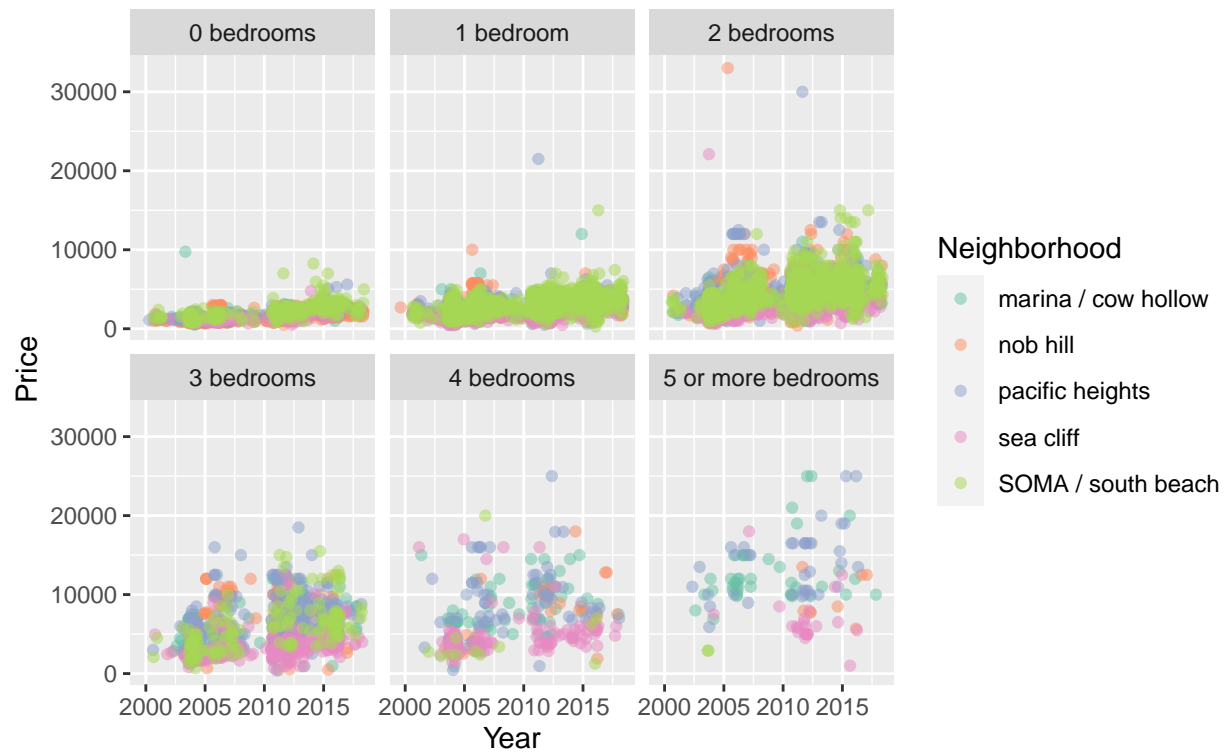 0 bedrooms 1 bedroom 2 bedrooms
30000
20000
10000
0
3 bedrooms 4 bedrooms 5 or more bedrooms
30000
20000
10000
0
2000 2005 2010 2015 2000 2005 2010 2015 2000 2005 2010 2015
Year
Price
Neighborhood
marina / cow hollow
nob hill
pacific heights
sea cliff
SOMA / south beach